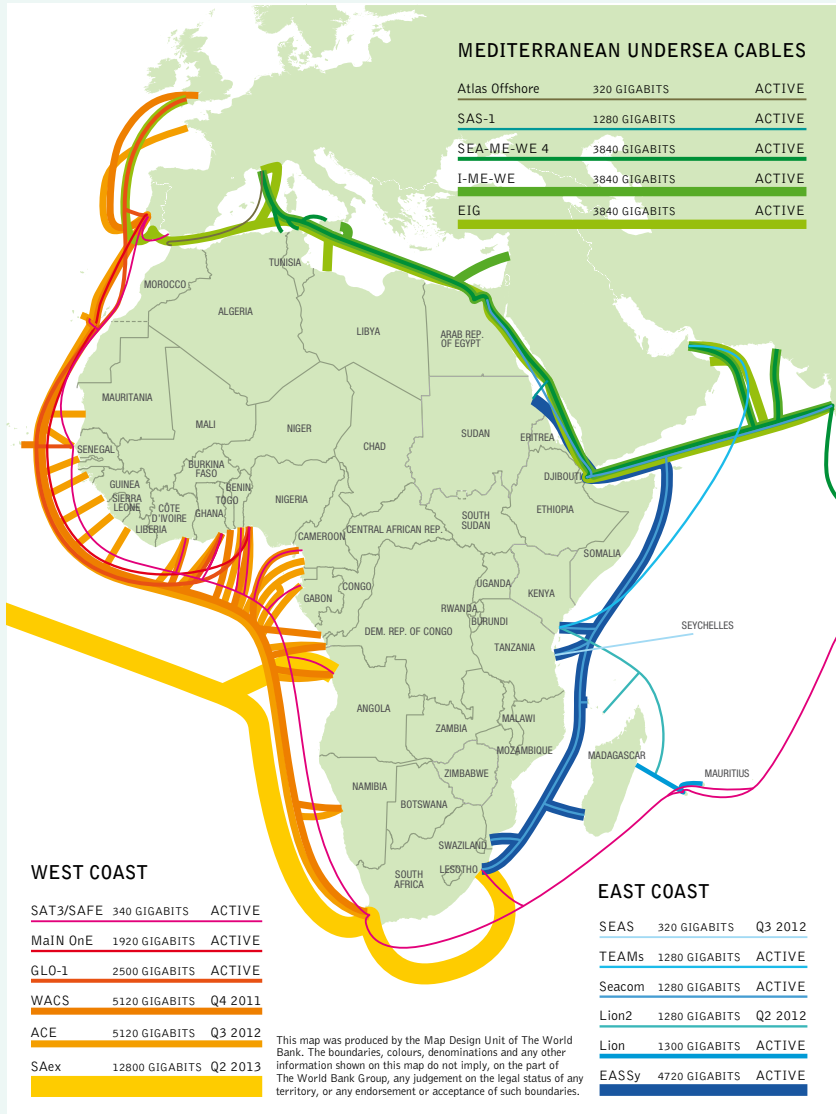 MEDITERRANEAN UNDERSEA CABLES
Atlas Offshore 320 GIGABITS ACTIVE
SAS-1 1280 GIGABITS ACTIVE
SEA-ME-WE 4 3840 GIGABITS ACTIVE
I-ME-WE 3840 GIGABITS ACTIVE
EIG 3840 GIGABITS ACTIVE
TUNISIA
MOROCCO
ALGERIA
LIBYA
ARAB REP.
OF EGYPT
MAURITANIA
MALI
NIGER
CHAD
SUDAN
ERITREA
SENEGAL
BURKINA
FASO
DJIBOUTI
GUINEA
BENIN
SIERRA
LEONE
CÔTE
D'IVOIRE
TOGO
GHANA
NIGERIA
LIBERIA
ETHIOPIA
SOUTH
SUDAN
CENTRAL AFRICAN REP.
CAMEROON
SOMALIA
UGANDA
KENYA
CONGO
GABON
RWANDA
BURUNDI
DEM. REP. OF CONGO
SEYCHELLES
TANZANIA
ANGOLA
MALAWI
ZAMBIA
MOZAMBIQUE
MADAGASCAR
ZIMBABWE
MAURITIUS
NAMIBIA
BOTSWANA
SWAZILAND
LESOTHO
SOUTH
AFRICA
WEST COAST
SAT3/SAFE 340 GIGABITS ACTIVE
MaIN OnE 1920 GIGABITS ACTIVE
GLO-1 2500 GIGABITS ACTIVE
WACS 5120 GIGABITS Q4 2011
ACE 5120 GIGABITS Q3 2012
SAex 12800 GIGABITS Q2 2013
This map was produced by the Map Design Unit of The World
Bank. The boundaries, colours, denominations and any other
information shown on this map do not imply, on the part of
The World Bank Group, any judgement on the legal status of any
territory, or any endorsement or acceptance of such boundaries.
EAST COAST
SEAS 320 GIGABITS Q3 2012
TEAMs 1280 GIGABITS ACTIVE
Seacom 1280 GIGABITS ACTIVE
Lion2 1280 GIGABITS Q2 2012
Lion 1300 GIGABITS ACTIVE
EASSy 4720 GIGABITS ACTIVE